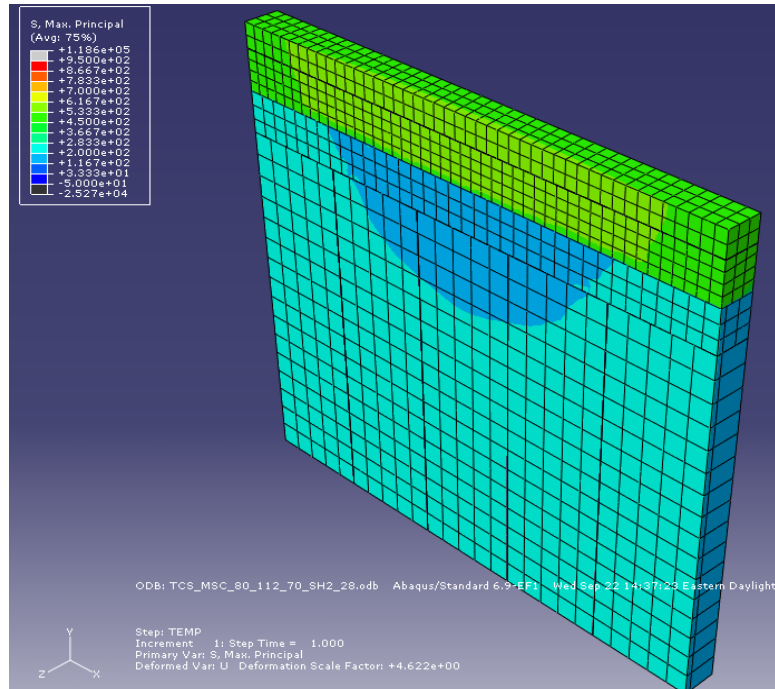 S, Max. Principal
(Avg: 75%)
+1.186e+05
+9.500e+02
+8.667e+02
+7.833e+02
+7.000e+02
+6.167e+02
+5.333e+02
+4.500e+02
+3.667e+02
+2.833e+02
+2.000e+02
+1.167e+02
+3.333e+01
-5.000e+01
-2.527e+04
ODB: TCS_MSC_80_112_70_SH2_28.odb Abaqus/Standard 6.9-EF1 Wed Sep 22 14:37:23 Eastern Daylight
Y
Z
X
Step: TEMP
Increment 1: Step Time = 1.000
Primary Var: S, Max. Principal
Deformed Var: U Deformation Scale Factor: +4.622e+00